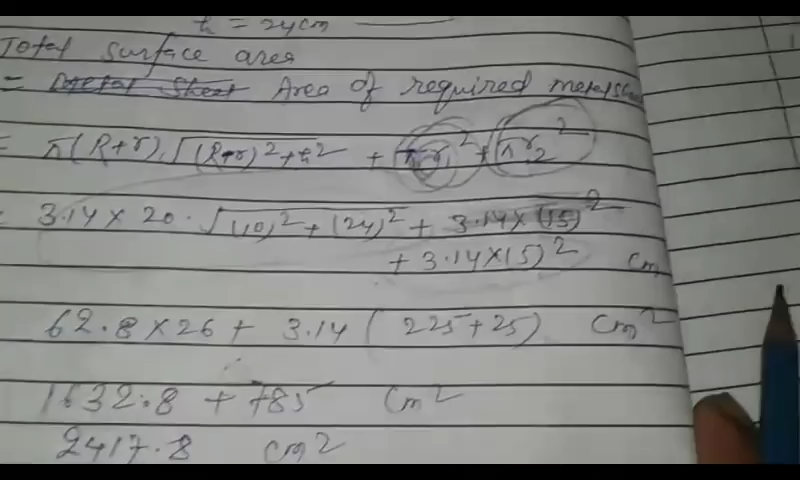 h = 24cm
Total surface area
= Area of required metal
= π(R+r).√(R-r)²+h² + πr₁² + πr₂²
3.14 × 20 . √(10)² + (24)² + 3.14 × (15)²
+ 3.14×(5)² cm
62.8 × 26 + 3.14 ( 225+25) cm²
1632.8 + 785 cm²
2417.8 cm²